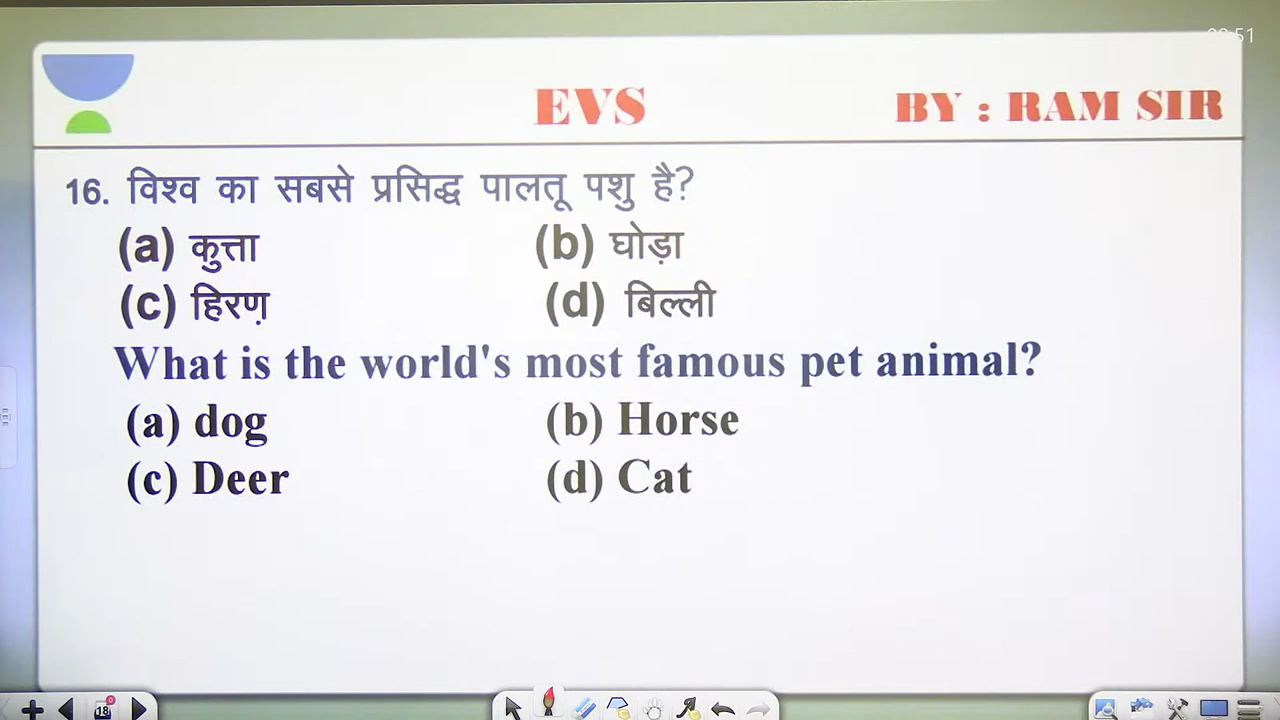 EVS BY : RAM SIR
16. विश्व का सबसे प्रसिद्ध पालतू पशु है?
(a) कुत्ता (b) घोड़ा
(c) हिरण़ (d) बिल्ली
What is the world's most famous pet animal?
(a) dog (b) Horse
(c) Deer (d) Cat
18